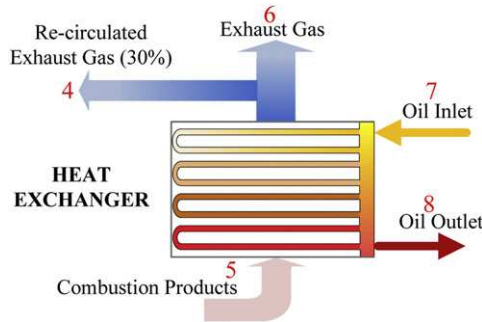 6
Exhaust Gas
Re-circulated
Exhaust Gas (30%)
4
7
Oil Inlet
HEAT
EXCHANGER
8
Oil Outlet
5
Combustion Products